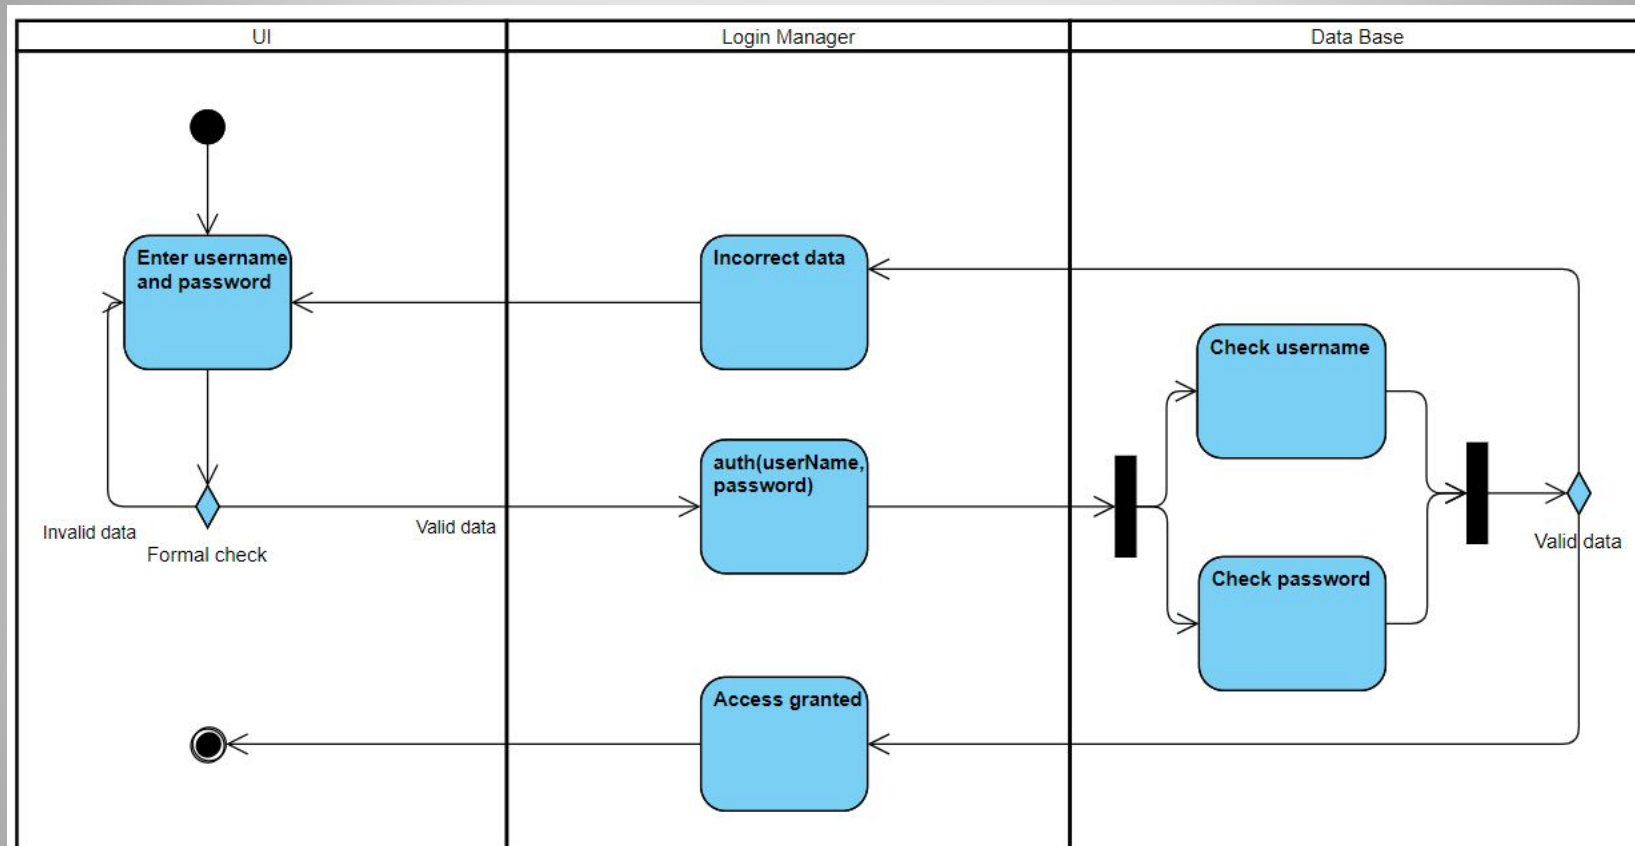 UI
Login Manager
Data Base
Enter username
and password
Incorrect data
Check username
auth(userName,
password)
Invalid data
Valid data
Formal check
Valid data
Check password
Access granted